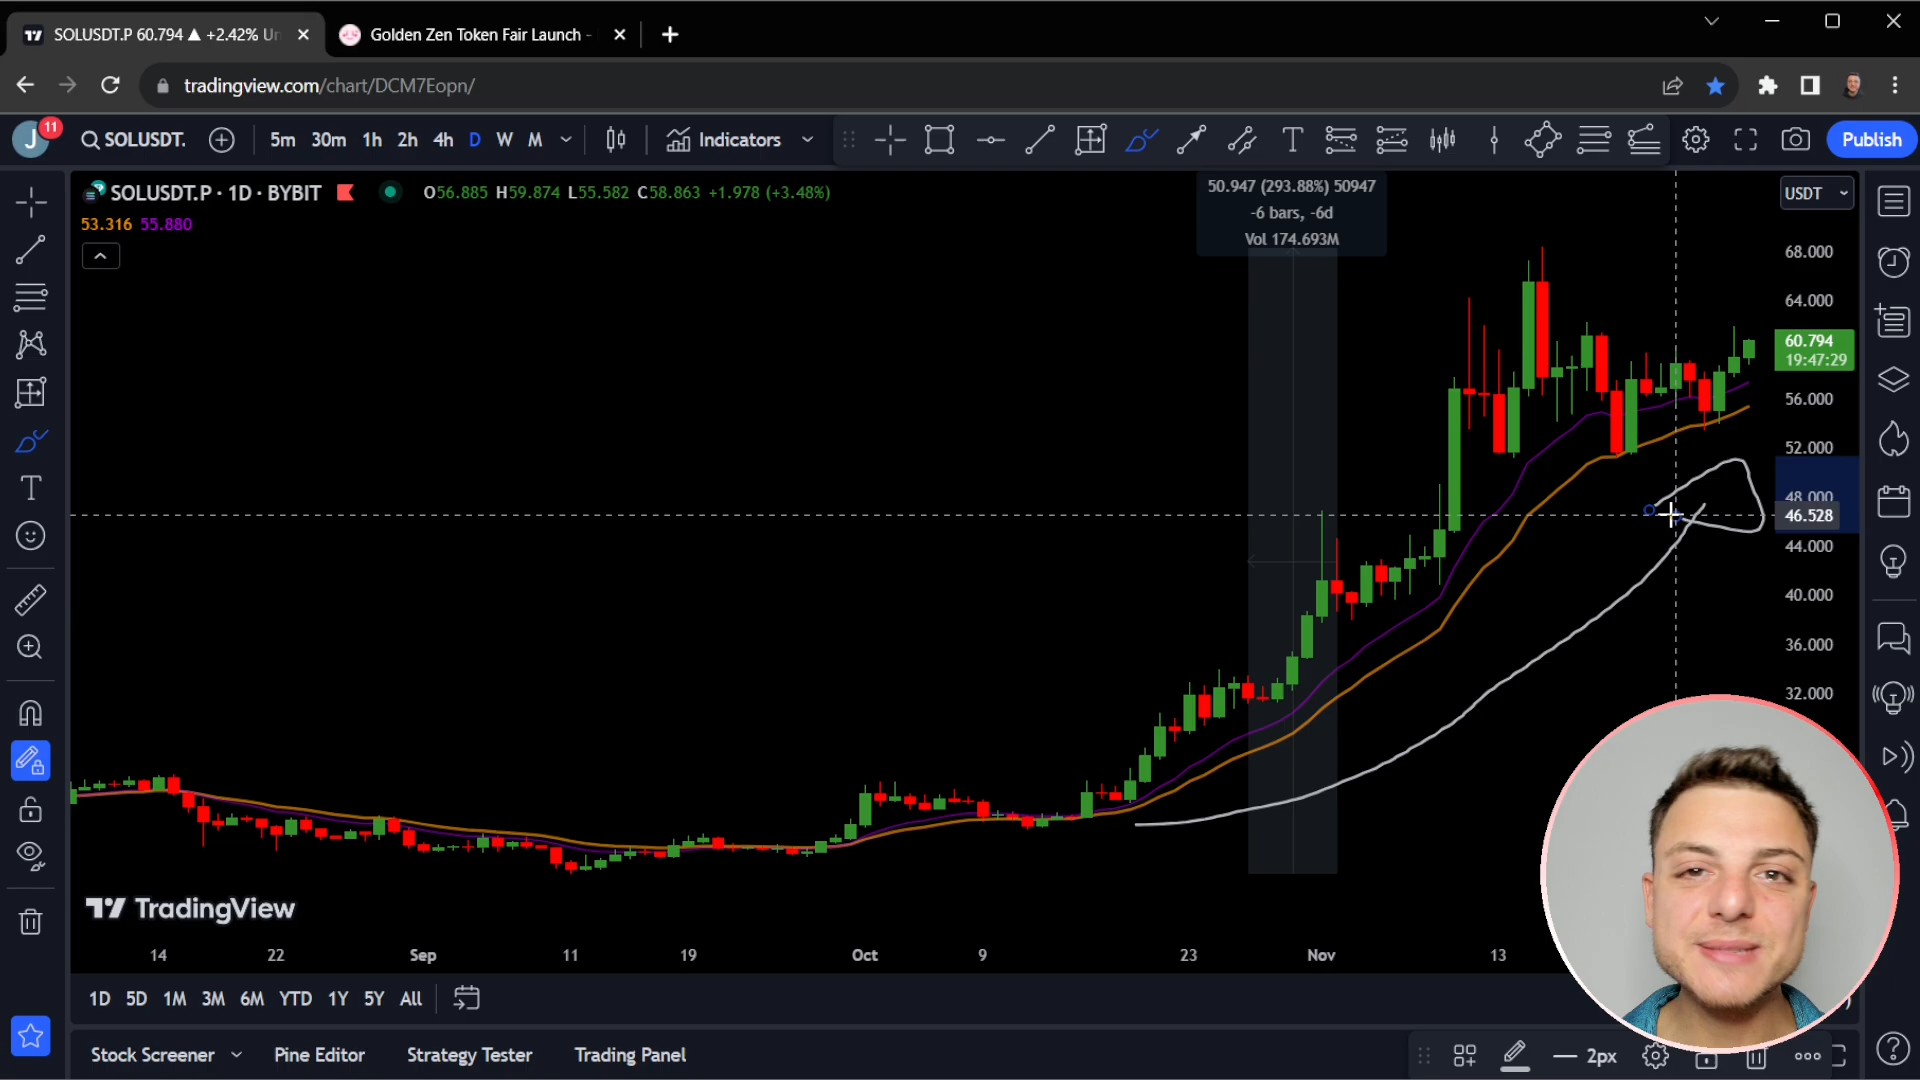 SOLUSDT.P 60.794 ▲ +2.42% Un
Golden Zen Token Fair Launch -
tradingview.com/chart/DCM7Eopn/
J
11
SOLUSDT.
5m 30m 1h 2h 4h D W M
Indicators
Publish
SOLUSDT.P · 1D · BYBIT
O56.885 H59.874 L55.582 C58.863 +1.978 (+3.48%)
53.316 55.880
50.947 (293.88%) 50947
-6 bars, -6d
Vol 174.693M
USDT
68.000
64.000
60.794
19:47:29
56.000
52.000
48.000
46.528
44.000
40.000
36.000
32.000
TradingView
14 22 Sep 11 19 Oct 9 23 Nov 13
1D 5D 1M 3M 6M YTD 1Y 5Y All
Stock Screener Pine Editor Strategy Tester Trading Panel
2px